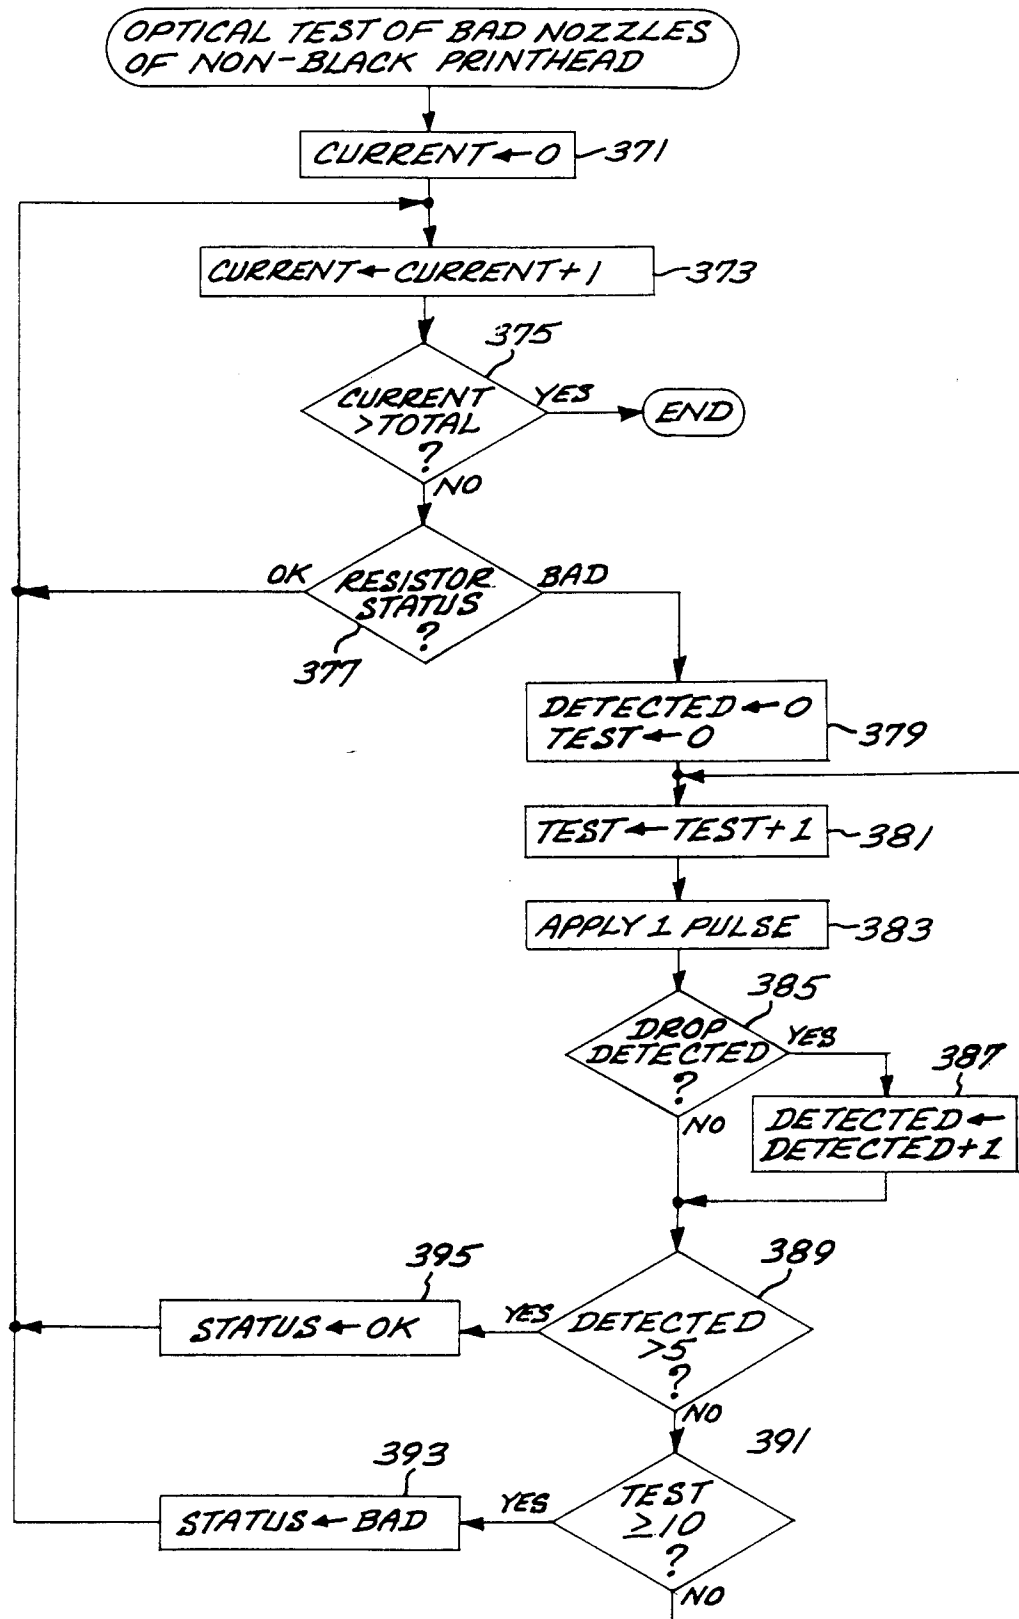 OPTICAL TEST OF BAD NOZZLES
OF NON-BLACK PRINTHEAD
CURRENT ← 0
371
CURRENT ← CURRENT + 1
373
375
CURRENT
> TOTAL
?
YES
END
NO
OK
RESISTOR
STATUS
?
BAD
377
DETECTED ← 0
TEST ← 0
379
TEST ← TEST + 1
381
APPLY 1 PULSE
383
385
DROP
DETECTED
?
YES
NO
387
DETECTED ←
DETECTED + 1
389
DETECTED
> 5
?
YES
395
STATUS ← OK
NO
391
TEST
≥ 10
?
YES
393
STATUS ← BAD
NO